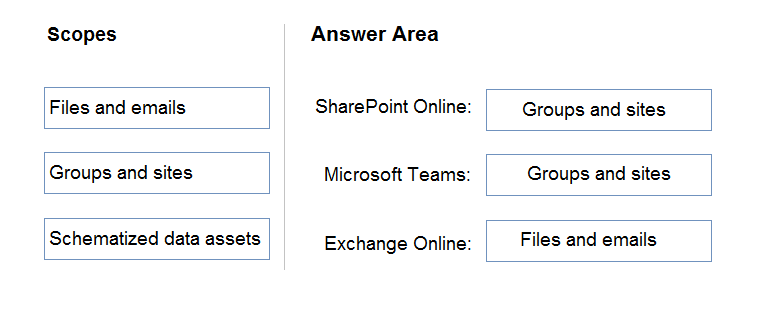 Scopes
Answer Area
Files and emails
SharePoint Online:
Groups and sites
Groups and sites
Microsoft Teams:
Groups and sites
Schematized data assets
Exchange Online:
Files and emails